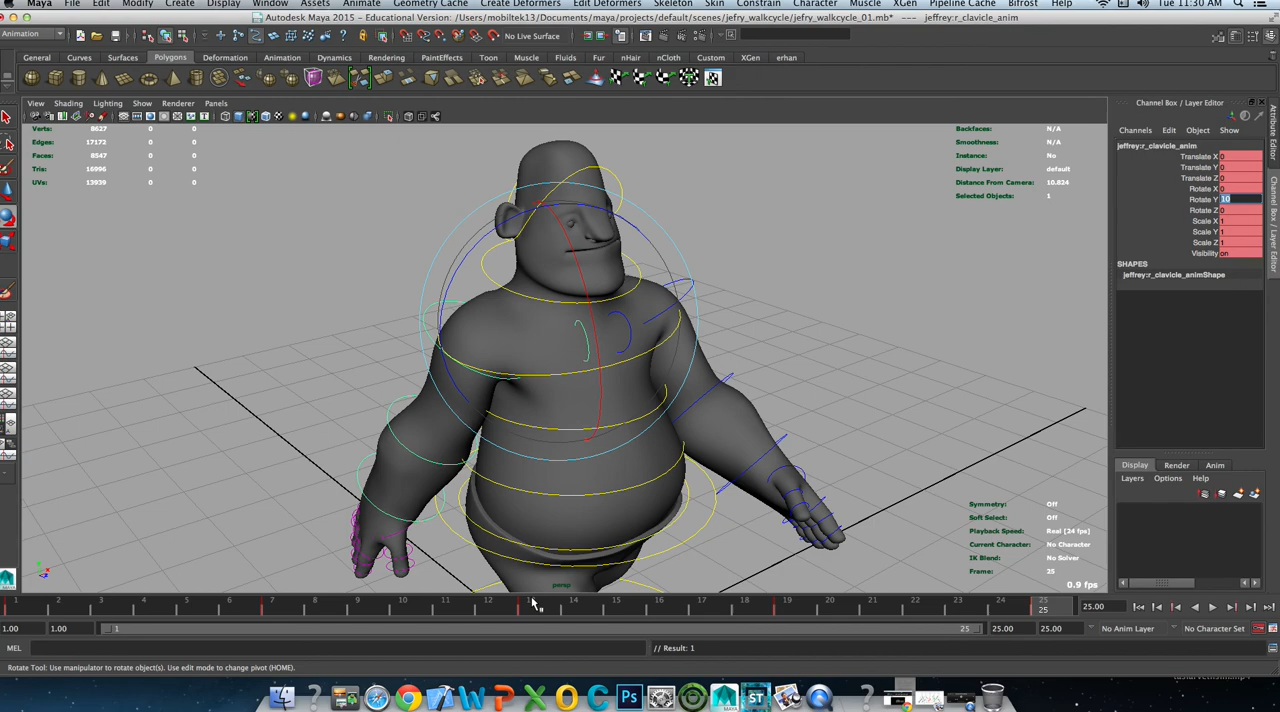 Maya File Edit Modify Create Display Window Assets Animate Geometry Cache Create Deformers Edit Deformers Skeleton Skin Constrain Character Muscle Pipeline Cache Bifrost Help Tue 11:30 AM
Autodesk Maya 2015 - Educational Version: /Users/mobiltek13/Documents/maya/projects/default/scenes/jefry_walkcycle/jefry_walkcycle_01.mb* --- jeffrey:r_clavicle_anim
Animation No Live Surface
General Curves Surfaces Polygons Deformation Animation Dynamics Rendering PaintEffects Toon Muscle Fluids Fur nHair nCloth Custom XGen erhan
View Shading Lighting Show Renderer Panels
Verts: 8627 0 0
Edges: 17172 0 0
Faces: 8547 0 0
Tris: 16996 0 0
UVs: 13939 0 0
Backfaces: N/A
Smoothness: N/A
Instance: No
Display Layer: default
Distance From Camera: 10.824
Selected Objects: 1
Channel Box / Layer Editor
Channels Edit Object Show
jeffrey:r_clavicle_anim
Translate X 0
Translate Y 0
Translate Z 0
Rotate X 0
Rotate Y 10
Rotate Z 0
Scale X 1
Scale Y 1
Scale Z 1
Visibility on
SHAPES
jeffrey:r_clavicle_animShape
Attribute Editor
Channel Box / Layer Editor
Display Render Anim
Layers Options Help
Symmetry: Off
Soft Select: Off
Playback Speed: Real [24 fps]
Current Character: No Character
IK Blend: No Solver
Frame: 25
0.9 fps
persp
1 2 3 4 5 6 7 8 9 10 11 12 14 15 16 17 18 19 20 21 22 23 24 25
25 25.00
1.00 1.00 1 25 25.00 25.00 No Anim Layer No Character Set
MEL // Result: 1
Rotate Tool: Use manipulator to rotate object(s). Use edit mode to change pivot (HOME).
Ps MAYA ST